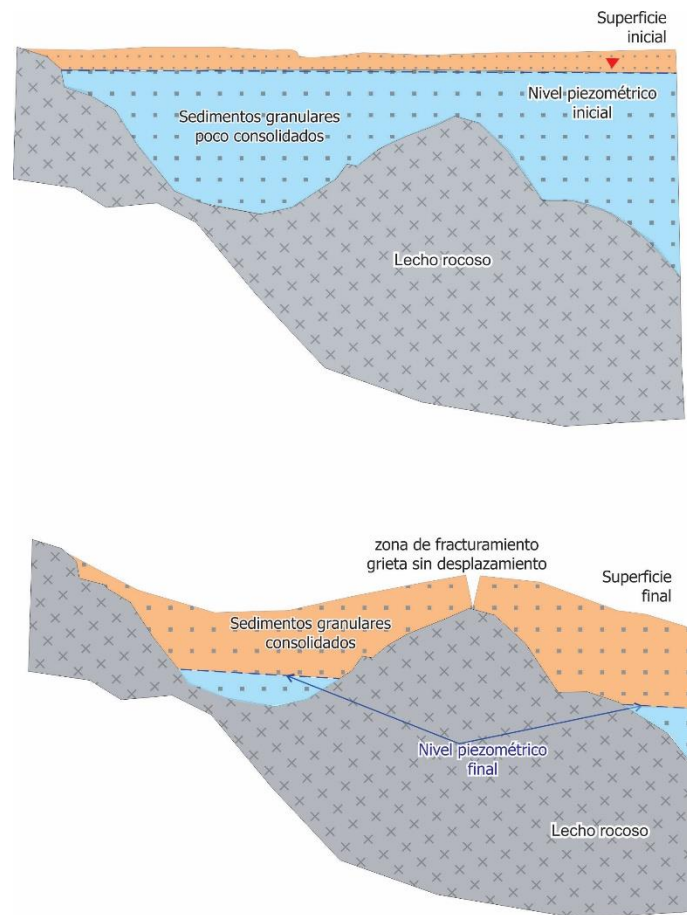 Superficie
inicial
Nivel piezométrico
inicial
Sedimentos granulares
poco consolidados
Lecho rocoso
zona de fracturamiento
grieta sin desplazamiento
Superficie
final
Sedimentos granulares
consolidados
Nivel piezométrico
final
Lecho rocoso